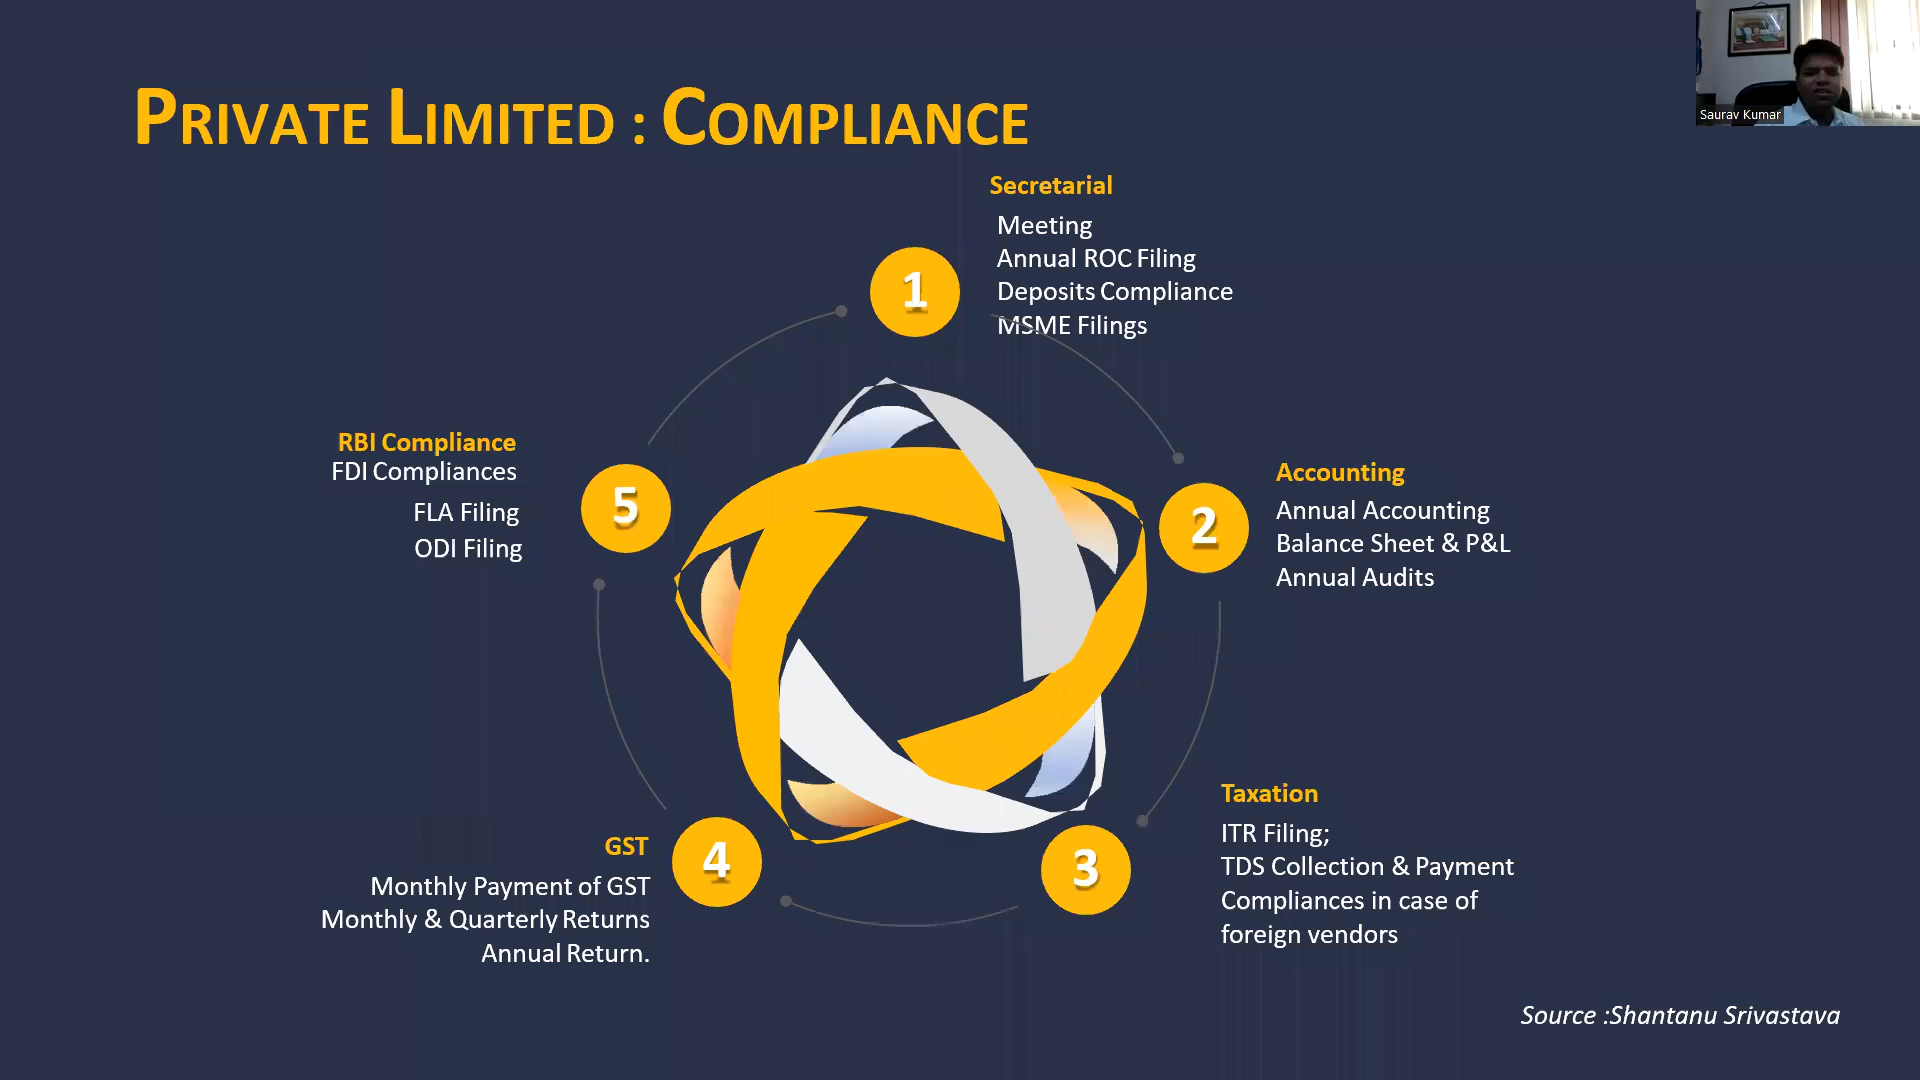 PRIVATE LIMITED : COMPLIANCE
Saurav Kumar
Secretarial
Meeting
Annual ROC Filing
Deposits Compliance
MSME Filings
1
2
Accounting
Annual Accounting
Balance Sheet & P&L
Annual Audits
3
Taxation
ITR Filing;
TDS Collection & Payment
Compliances in case of
foreign vendors
4
GST
Monthly Payment of GST
Monthly & Quarterly Returns
Annual Return.
5
RBI Compliance
FDI Compliances
FLA Filing
ODI Filing
Source :Shantanu Srivastava